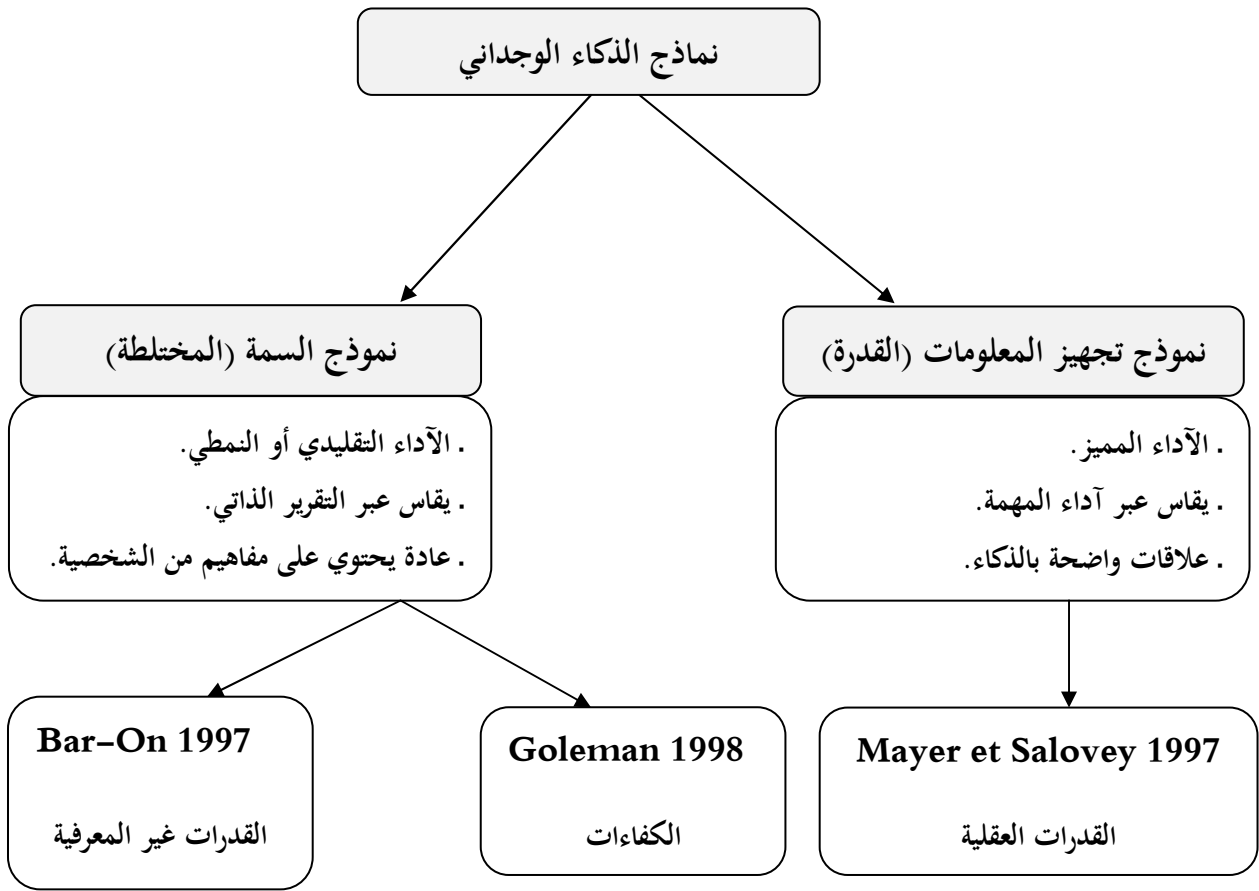 نماذج الذكاء الوجداني
نموذج تجهيز المعلومات (القدرة)
. الآداء المميز.
. يقاس عبر آداء المهمة.
. علاقات واضحة بالذكاء.
نموذج السمة (المختلطة)
. الآداء التقليدي أو النمطي.
. يقاس عبر التقرير الذاتي.
. عادة يحتوي على مفاهيم من الشخصية.
Mayer et Salovey 1997
القدرات العقلية
Goleman 1998
الكفاءات
Bar–On 1997
القدرات غير المعرفية